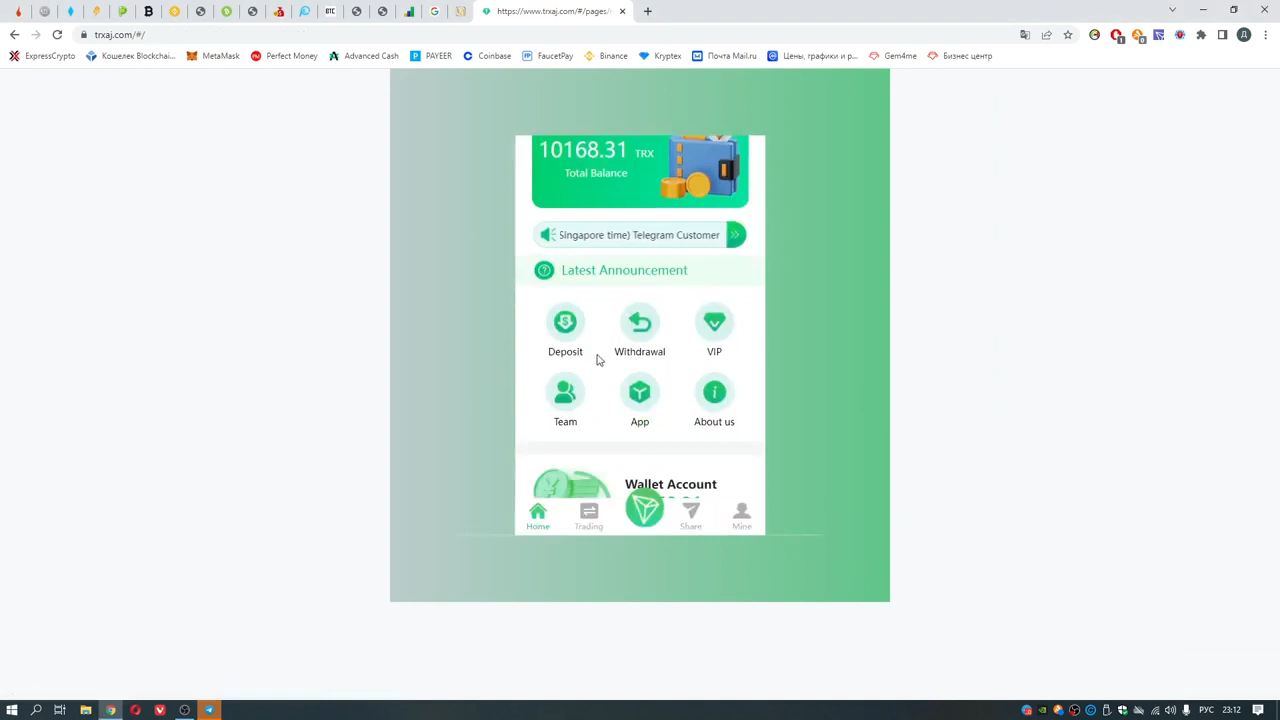 https://www.trxaj.com/#/pages/
trxaj.com/#/
ExpressCrypto
Кошелек Blockchai...
MetaMask
Perfect Money
Advanced Cash
PAYEER
Coinbase
FaucetPay
Binance
Kryptex
Почта Mail.ru
Цены, графики и р...
Gem4me
Бизнес центр
10168.31 TRX
Total Balance
Singapore time) Telegram Customer
Latest Announcement
Deposit
Withdrawal
VIP
Team
App
About us
Wallet Account
Home
Trading
Share
Mine
РУС
23:12